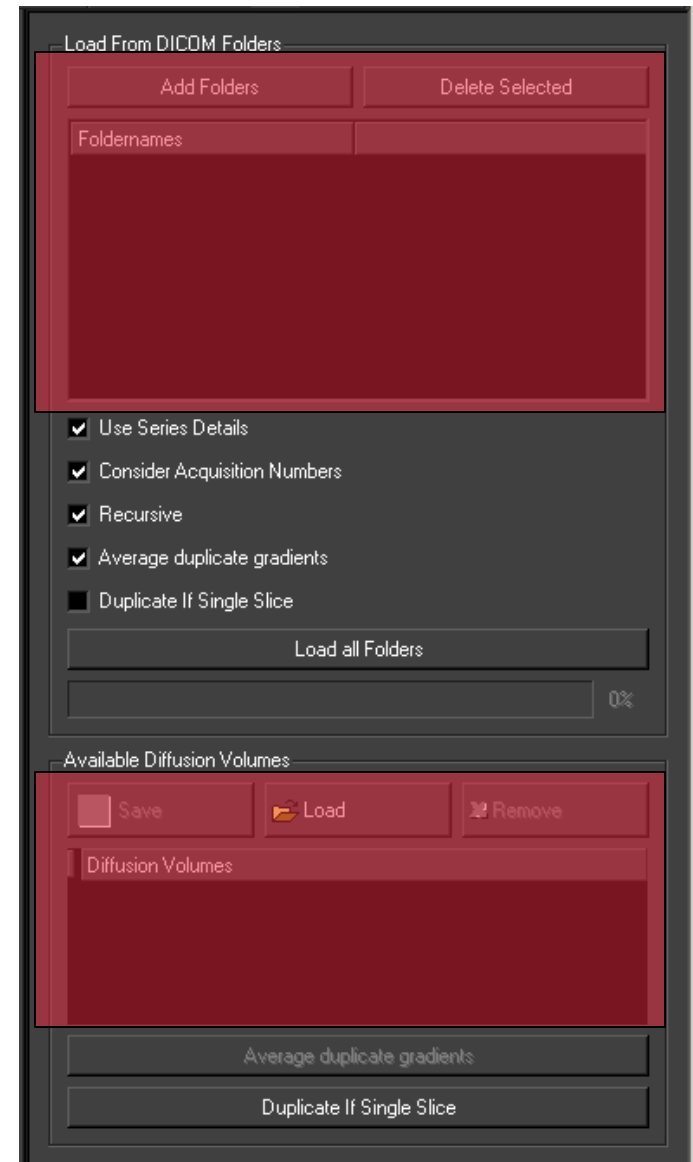 Load From DICOM Folders
Add Folders Delete Selected
Foldernames
Use Series Details
Consider Acquisition Numbers
Recursive
Average duplicate gradients
Duplicate If Single Slice
Load all Folders
0%
Available Diffusion Volumes
Save Load Remove
Diffusion Volumes
Average duplicate gradients
Duplicate If Single Slice